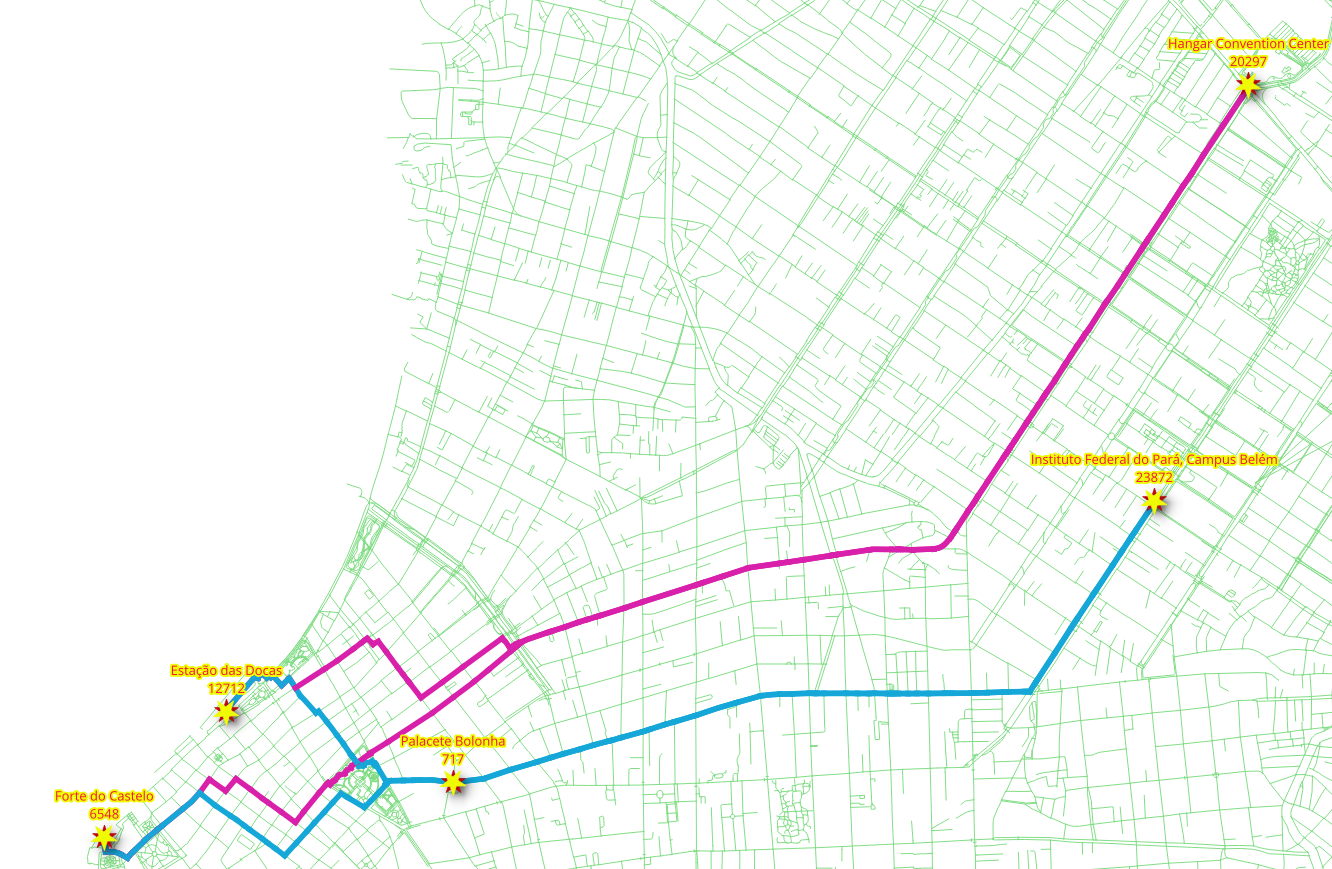 Hangar Convention Center
20297
Instituto Federal do Pará, Campus Belém
23872
Estação das Docas
12712
Palacete Bolonha
717
Forte do Castelo
6548